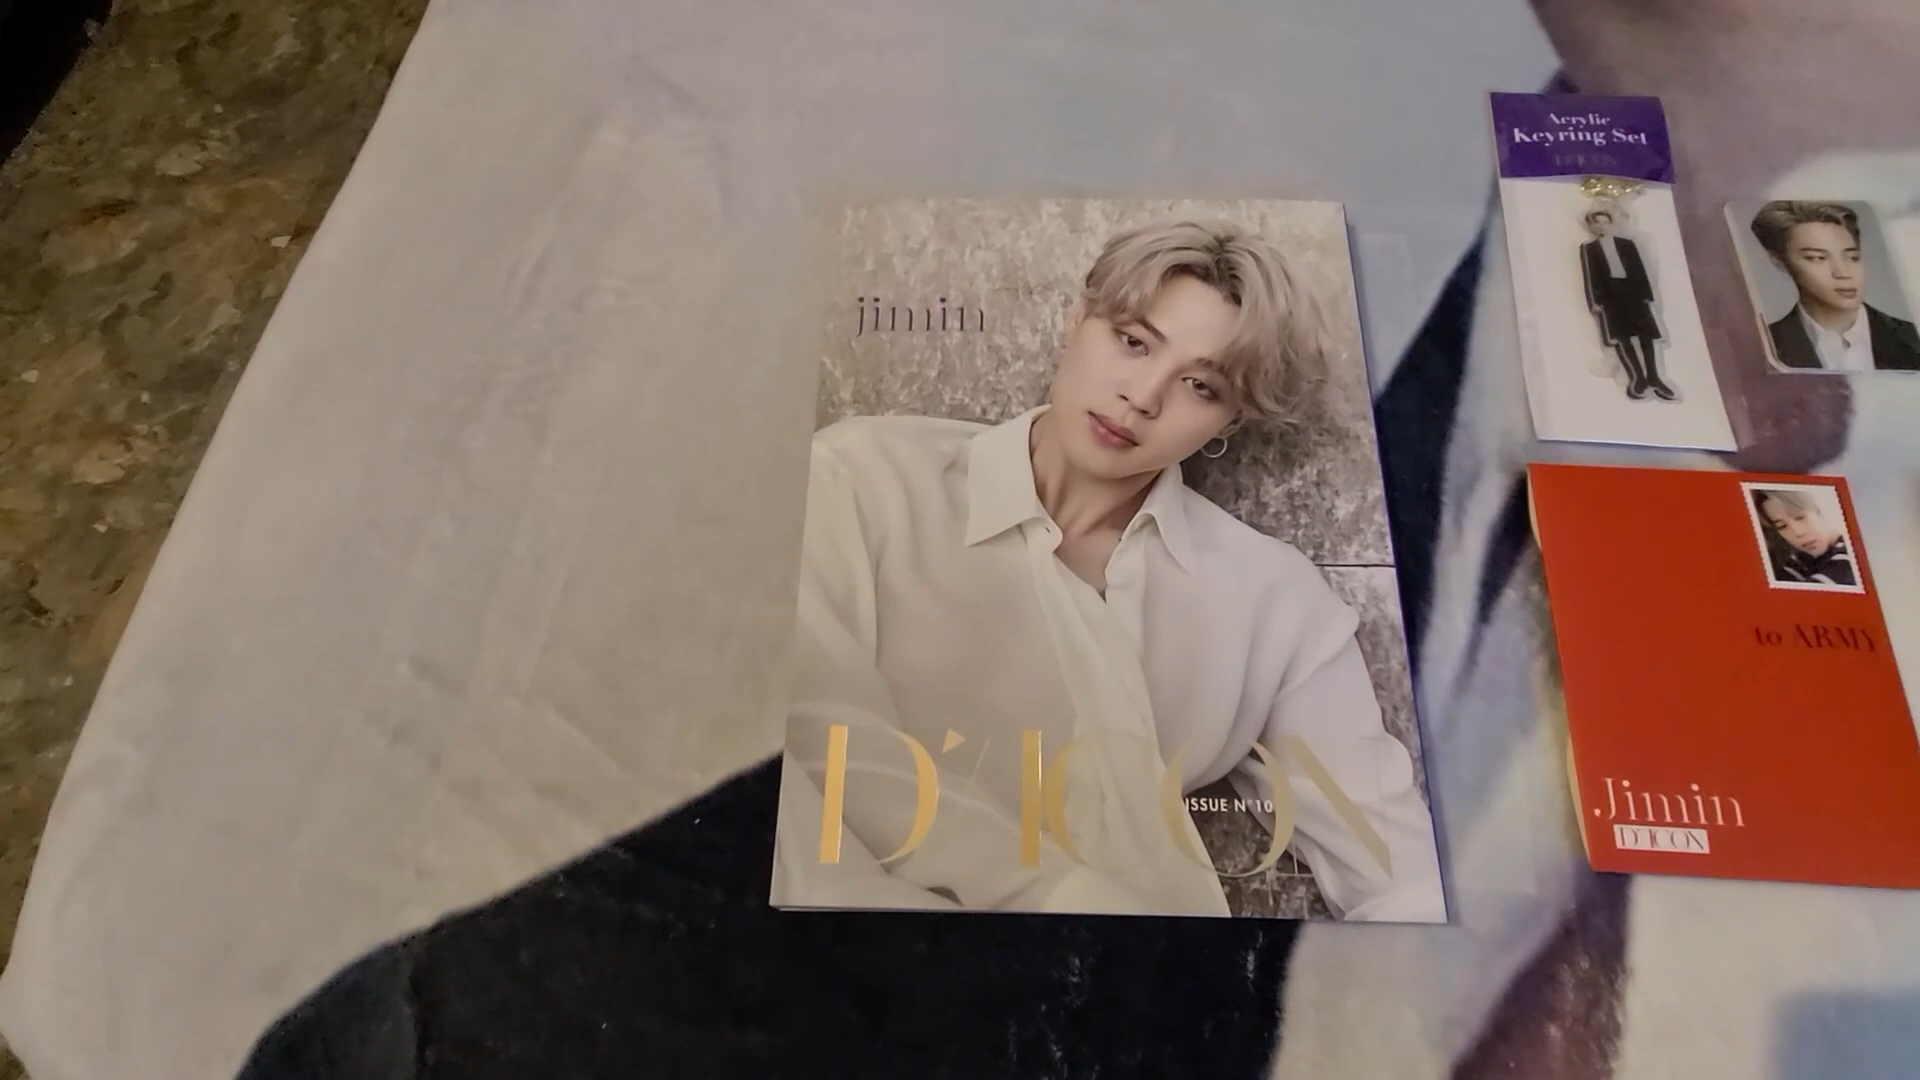 jimin
D'ICON
ISSUE N°10
Acrylic
Keyring Set
D'ICON
to ARMY
Jimin
D'ICON